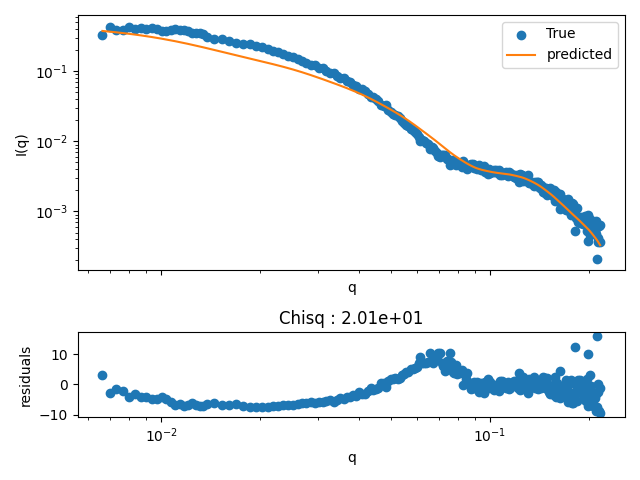 True
predicted
10⁻¹
10⁻²
10⁻³
I(q)
q
Chisq : 2.01e+01
10
0
−10
residuals
10⁻²
10⁻¹
q